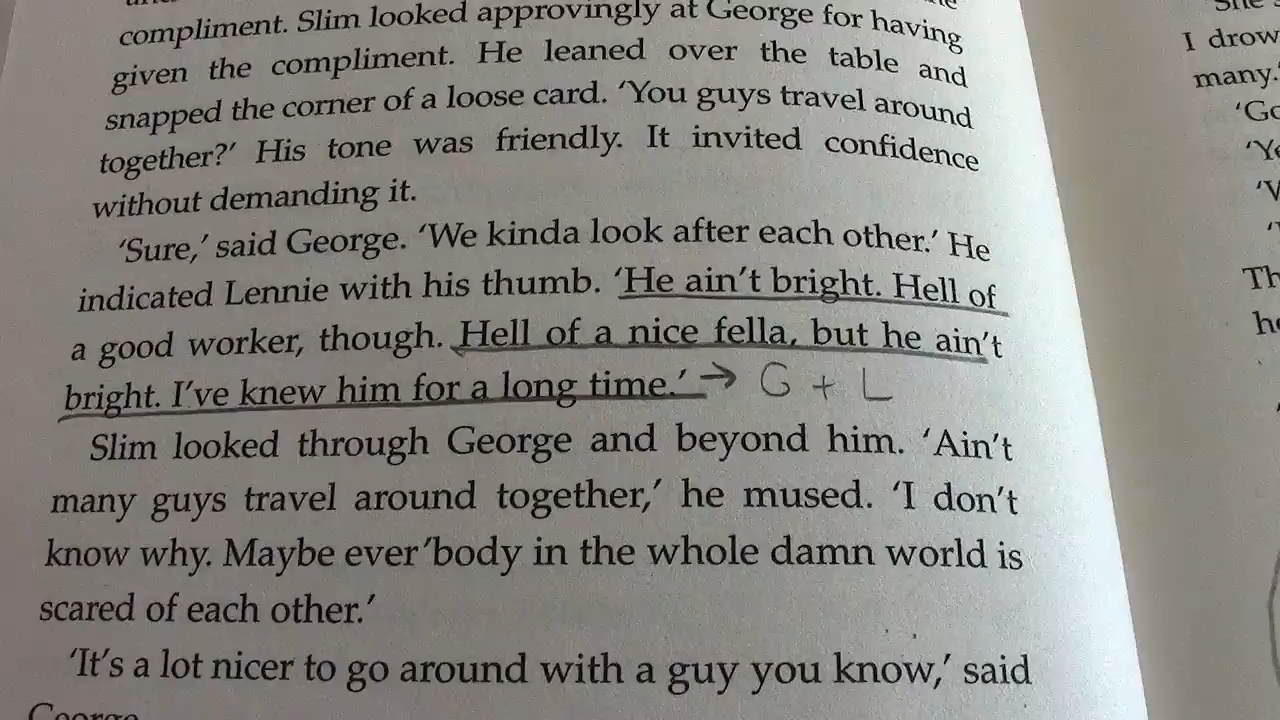 compliment. Slim looked approvingly at George for having
given the compliment. He leaned over the table and
snapped the corner of a loose card. ‘You guys travel around
together?’ His tone was friendly. It invited confidence
without demanding it.
‘Sure,’ said George. ‘We kinda look after each other.’ He
indicated Lennie with his thumb. ‘He ain’t bright. Hell of
a good worker, though. Hell of a nice fella, but he ain’t
bright. I’ve knew him for a long time.’ → G + L
Slim looked through George and beyond him. ‘Ain’t
many guys travel around together,’ he mused. ‘I don’t
know why. Maybe ever’body in the whole damn world is
scared of each other.’
‘It’s a lot nicer to go around with a guy you know,’ said
George
She
I drow
many.’